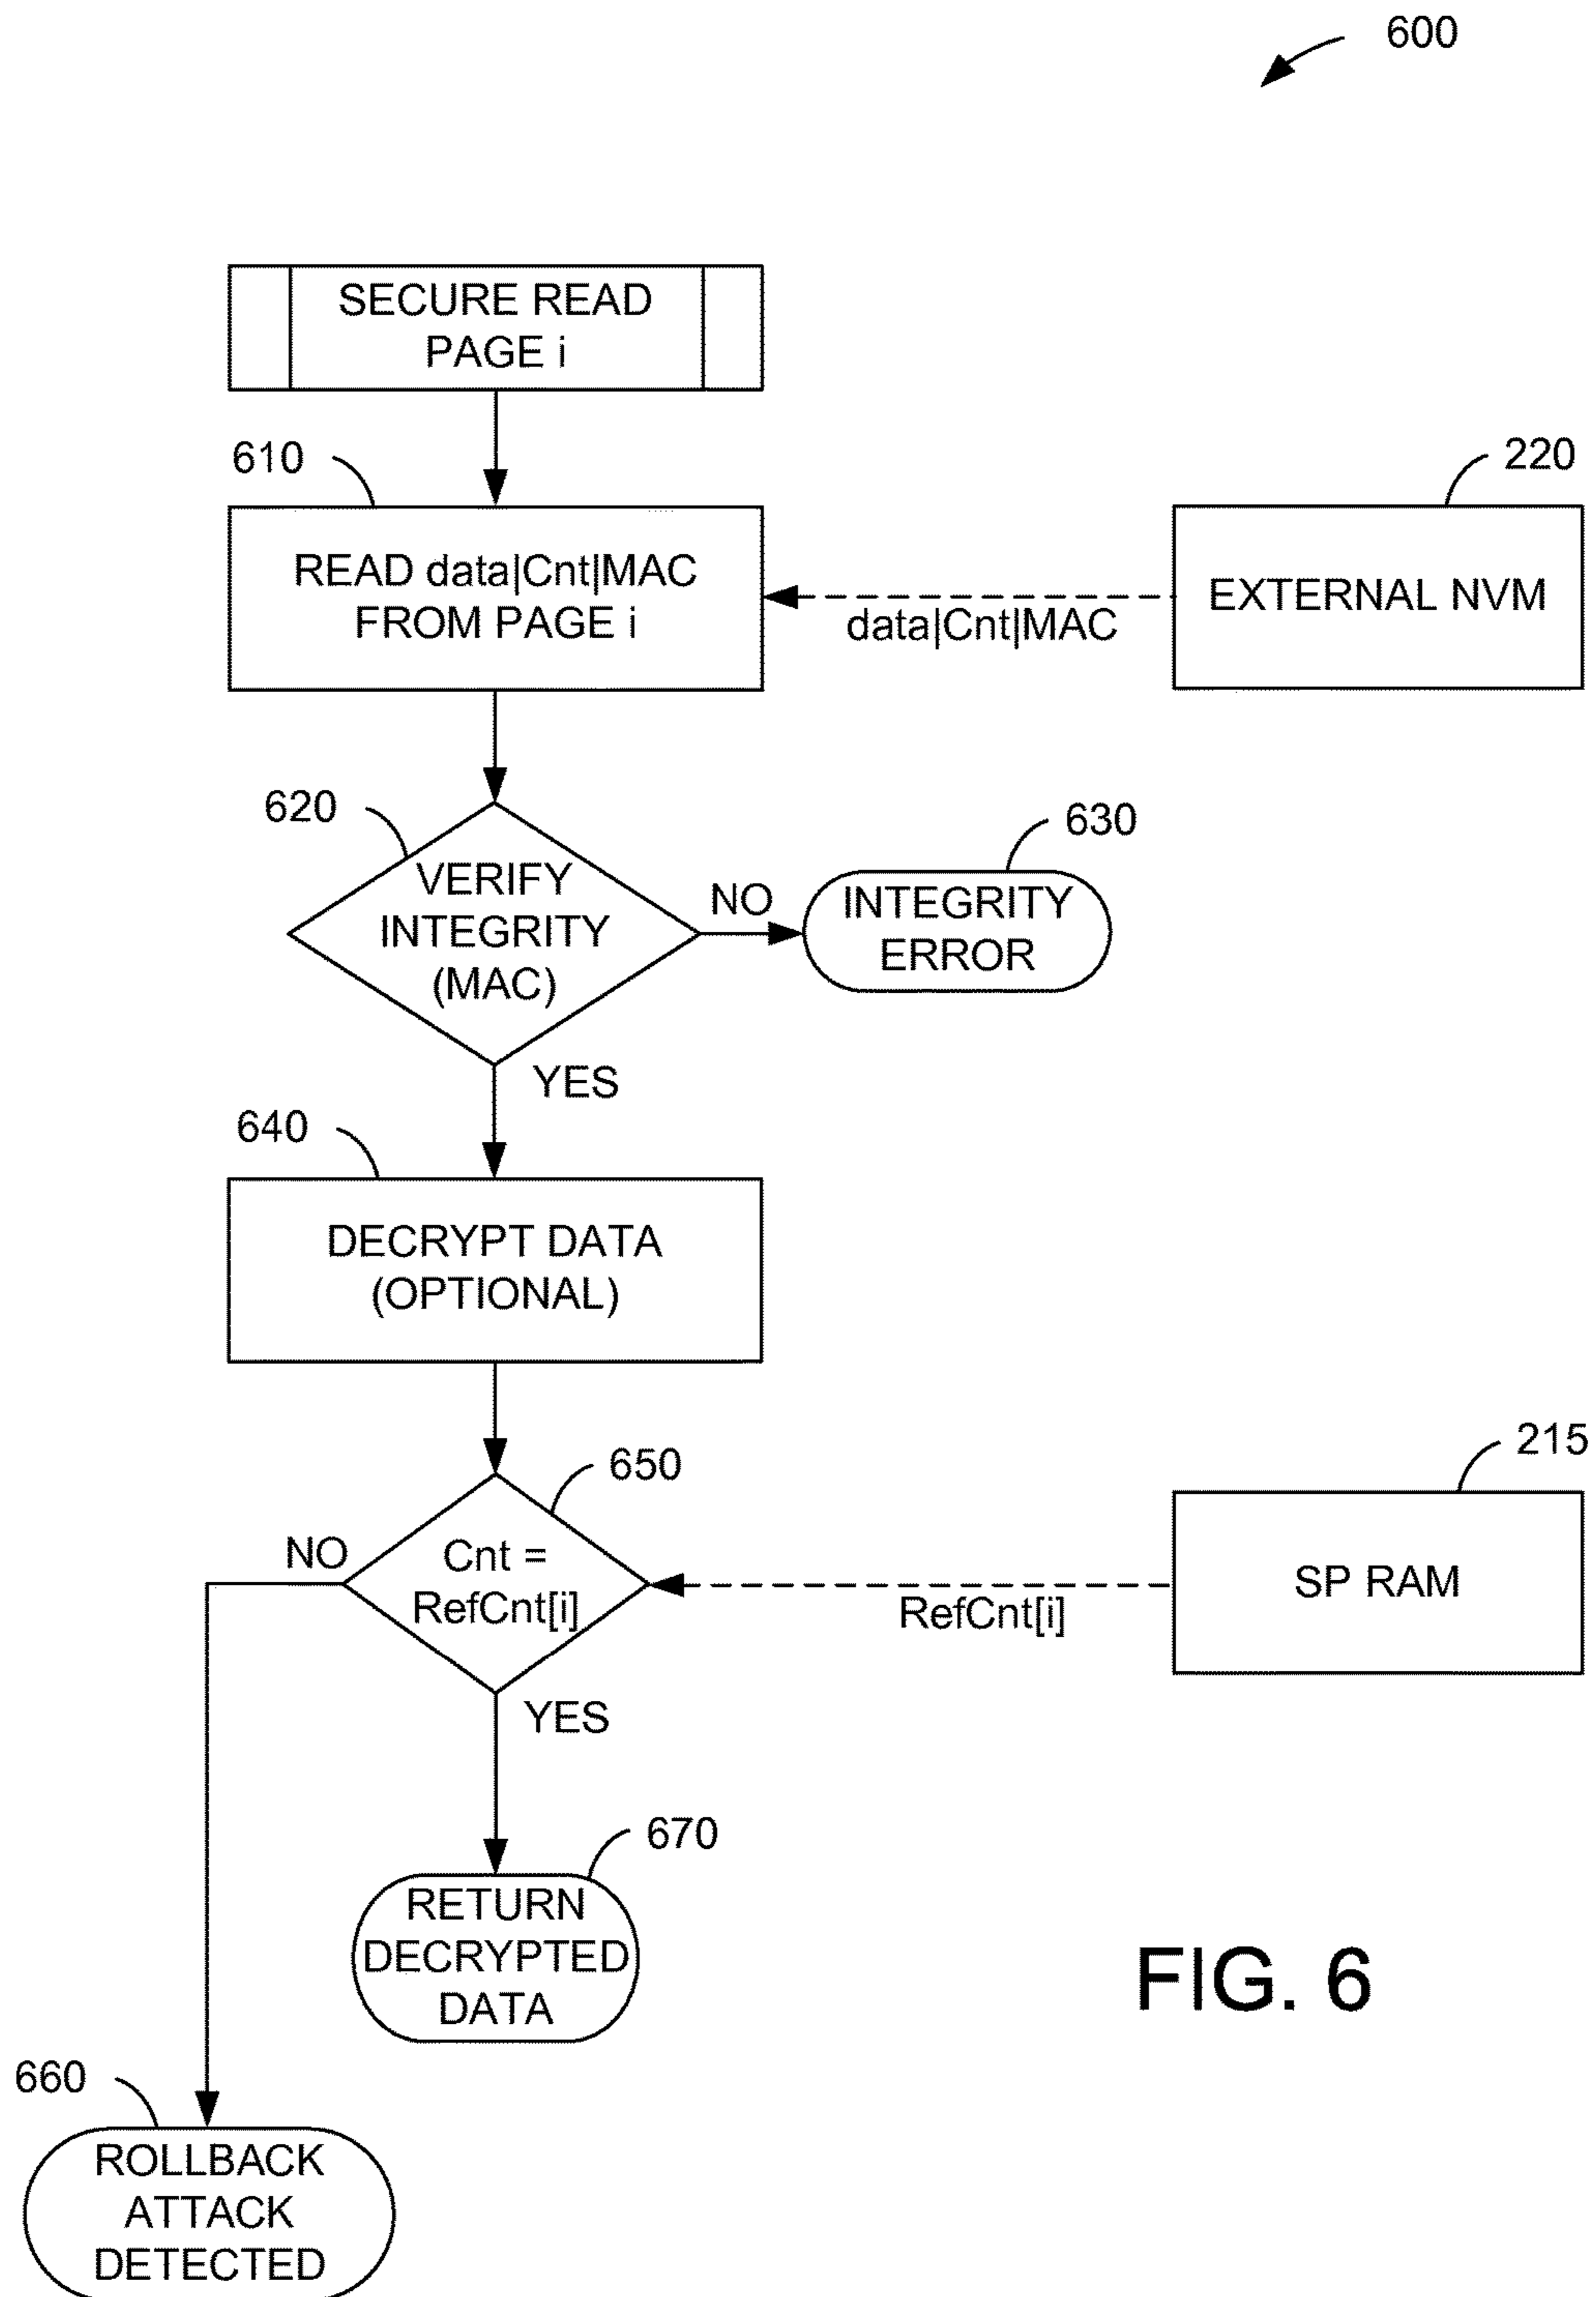 600
SECURE READ
PAGE i
610
220
READ data|Cnt|MAC
FROM PAGE i
data|Cnt|MAC
EXTERNAL NVM
620
630
VERIFY
INTEGRITY
(MAC)
NO
INTEGRITY
ERROR
YES
640
DECRYPT DATA
(OPTIONAL)
650
215
NO
Cnt =
RefCnt[i]
RefCnt[i]
SP RAM
YES
670
RETURN
DECRYPTED
DATA
FIG. 6
660
ROLLBACK
ATTACK
DETECTED